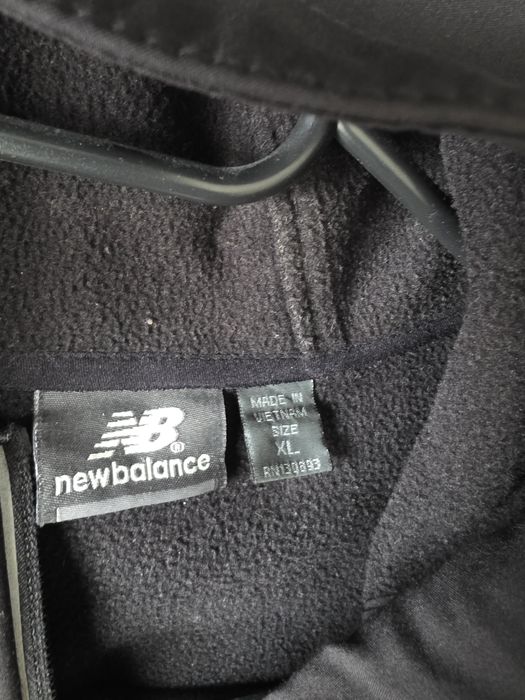 NB®
newbalance
MADE IN
VIETNAM
SIZE
XL
RN130893